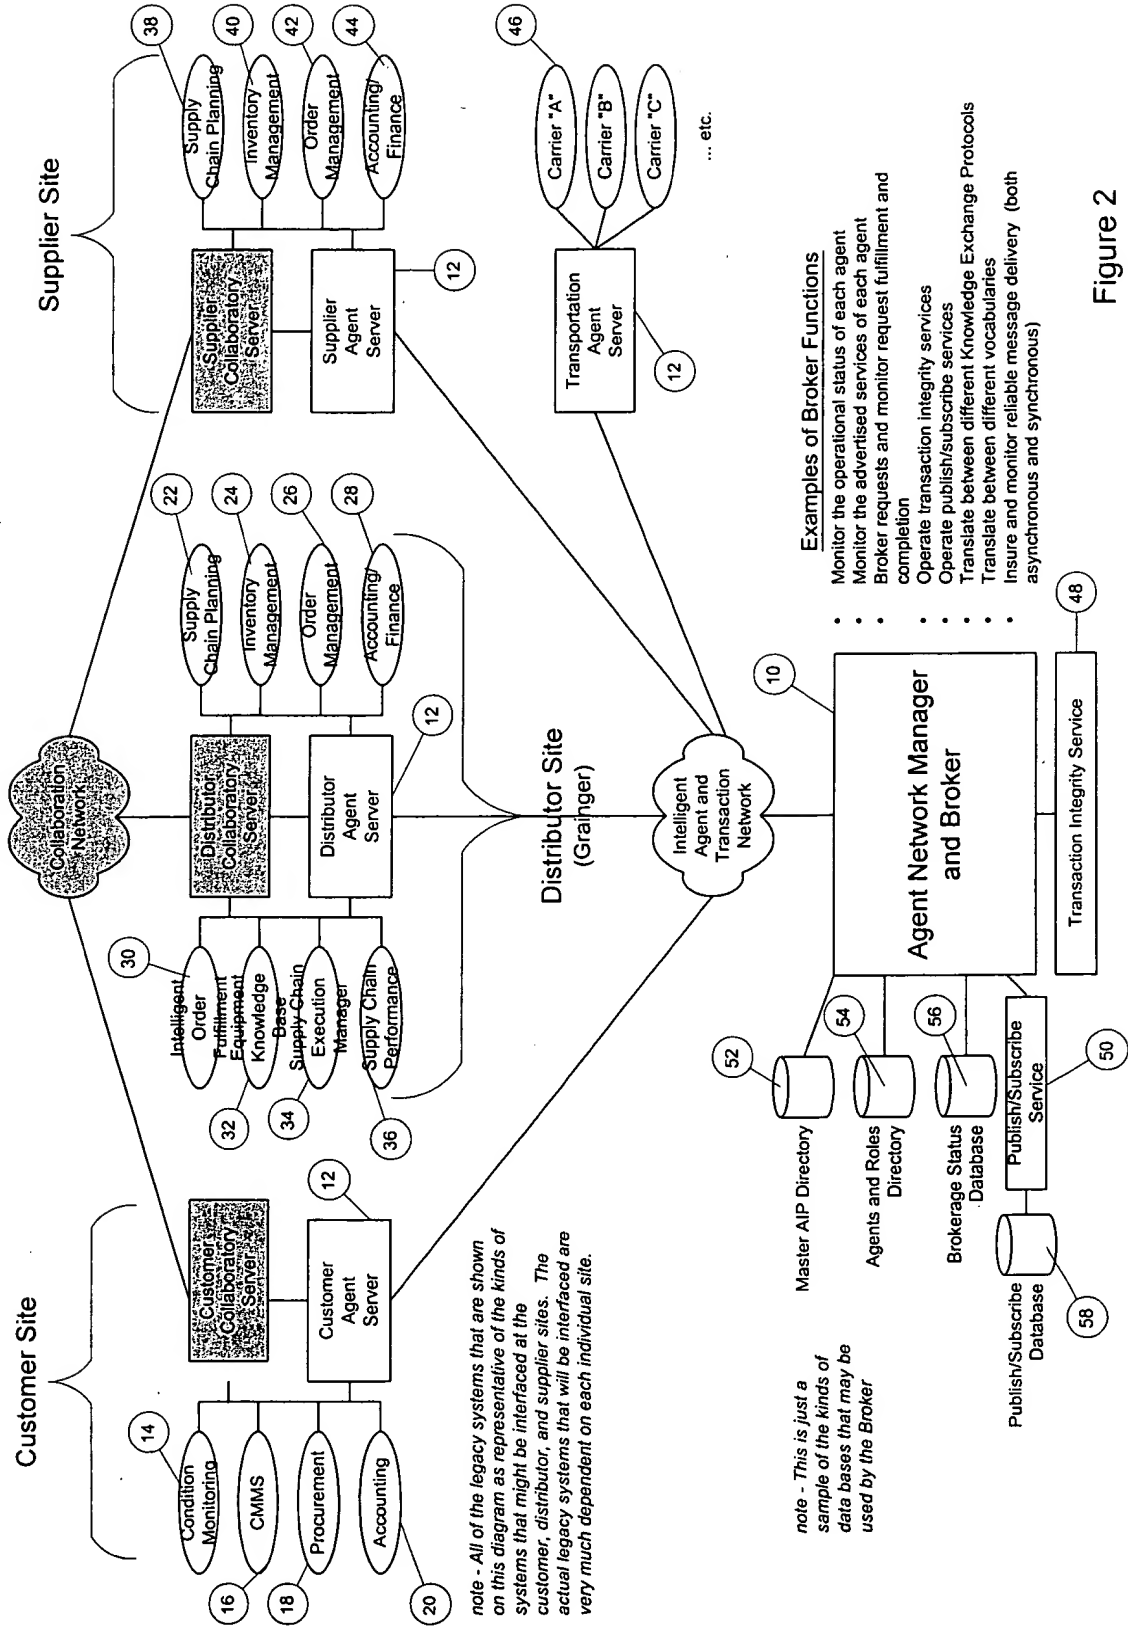 Customer Site
Supplier Site
Collaboration
Network
14
Condition
Monitoring
16
CMMS
18
Procurement
20
Accounting
Customer
Collaboratory
Server
Customer
Agent
Server
12
30
Intelligent
Order
Fulfillment
32
Equipment
Knowledge
Base
34
Supply Chain
Execution
Manager
36
Supply Chain
Performance
Distributor
Collaboratory
Server
Distributor
Agent
Server
12
22
Supply
Chain Planning
24
Inventory
Management
26
Order
Management
28
Accounting/
Finance
Supplier
Collaboratory
Server
Supplier
Agent
Server
12
38
Supply
Chain Planning
40
Inventory
Management
42
Order
Management
44
Accounting/
Finance
note - All of the legacy systems that are shown
on this diagram as representative of the kinds of
systems that might be interfaced at the
customer, distributor, and supplier sites. The
actual legacy systems that will be interfaced are
very much dependent on each individual site.
Distributor Site
(Grainger)
Transportation
Agent
Server
12
46
Carrier "A"
Carrier "B"
Carrier "C"
... etc.
Intelligent
Agent and
Transaction
Network
note - This is just a
sample of the kinds of
data bases that may be
used by the Broker
52
Master AIP Directory
54
Agents and Roles
Directory
56
Brokerage Status
Database
Publish/Subscribe
Service
50
Publish/Subscribe
Database
58
10
Agent Network Manager
and Broker
Transaction Integrity Service
48
Examples of Broker Functions
• Monitor the operational status of each agent
• Monitor the advertised services of each agent
• Broker requests and monitor request fulfillment and
completion
• Operate transaction integrity services
• Operate publish/subscribe services
• Translate between different Knowledge Exchange Protocols
• Translate between different vocabularies
• Insure and monitor reliable message delivery (both
asynchronous and synchronous)
Figure 2